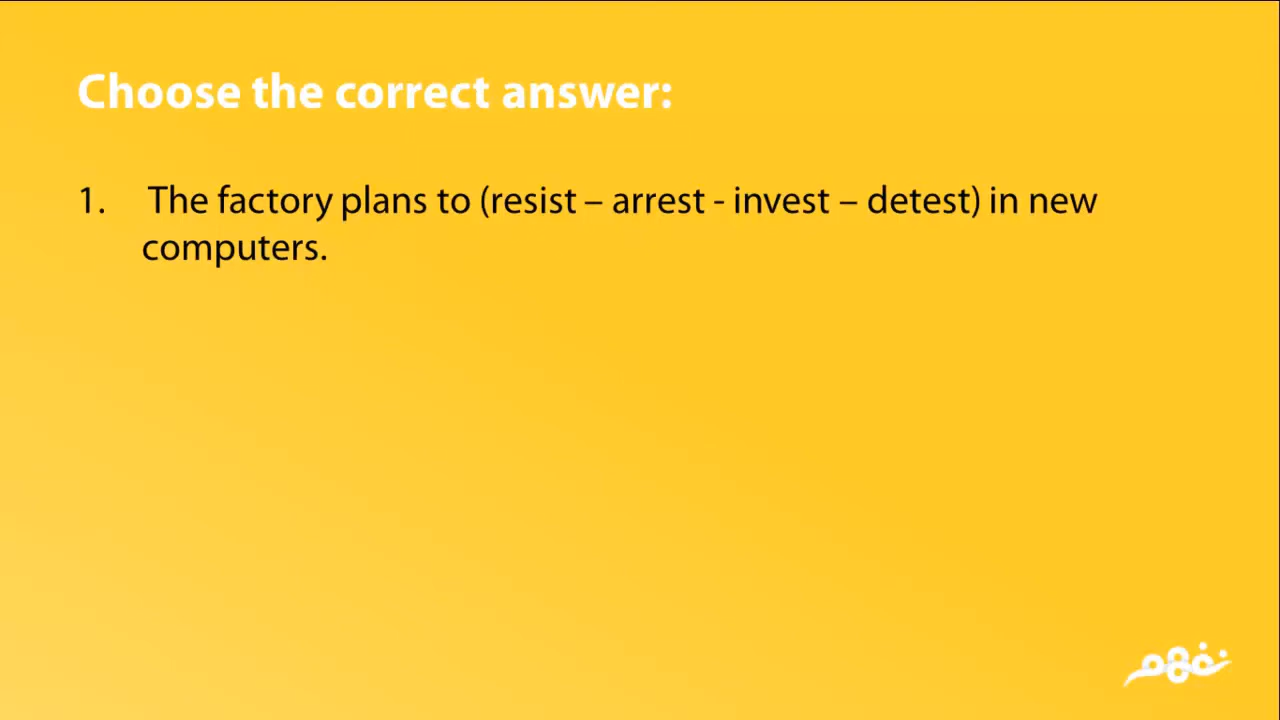 Choose the correct answer:
1. The factory plans to (resist – arrest - invest – detest) in new
computers.
نفهم